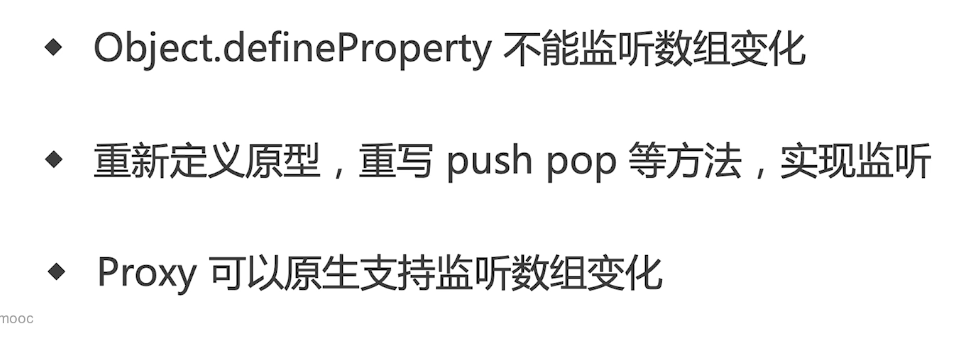 ◆ Object.defineProperty 不能监听数组变化
◆ 重新定义原型，重写 push pop 等方法，实现监听
◆ Proxy 可以原生支持监听数组变化
mooc